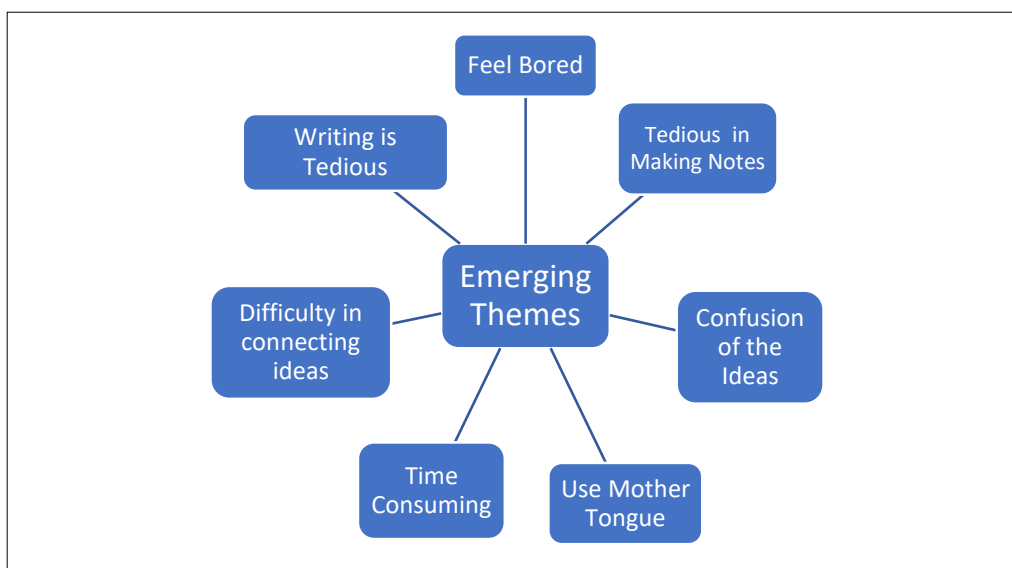 Feel Bored
Writing is
Tedious
Tedious in
Making Notes
Emerging
Themes
Difficulty in
connecting
ideas
Confusion
of the
Ideas
Time
Consuming
Use Mother
Tongue